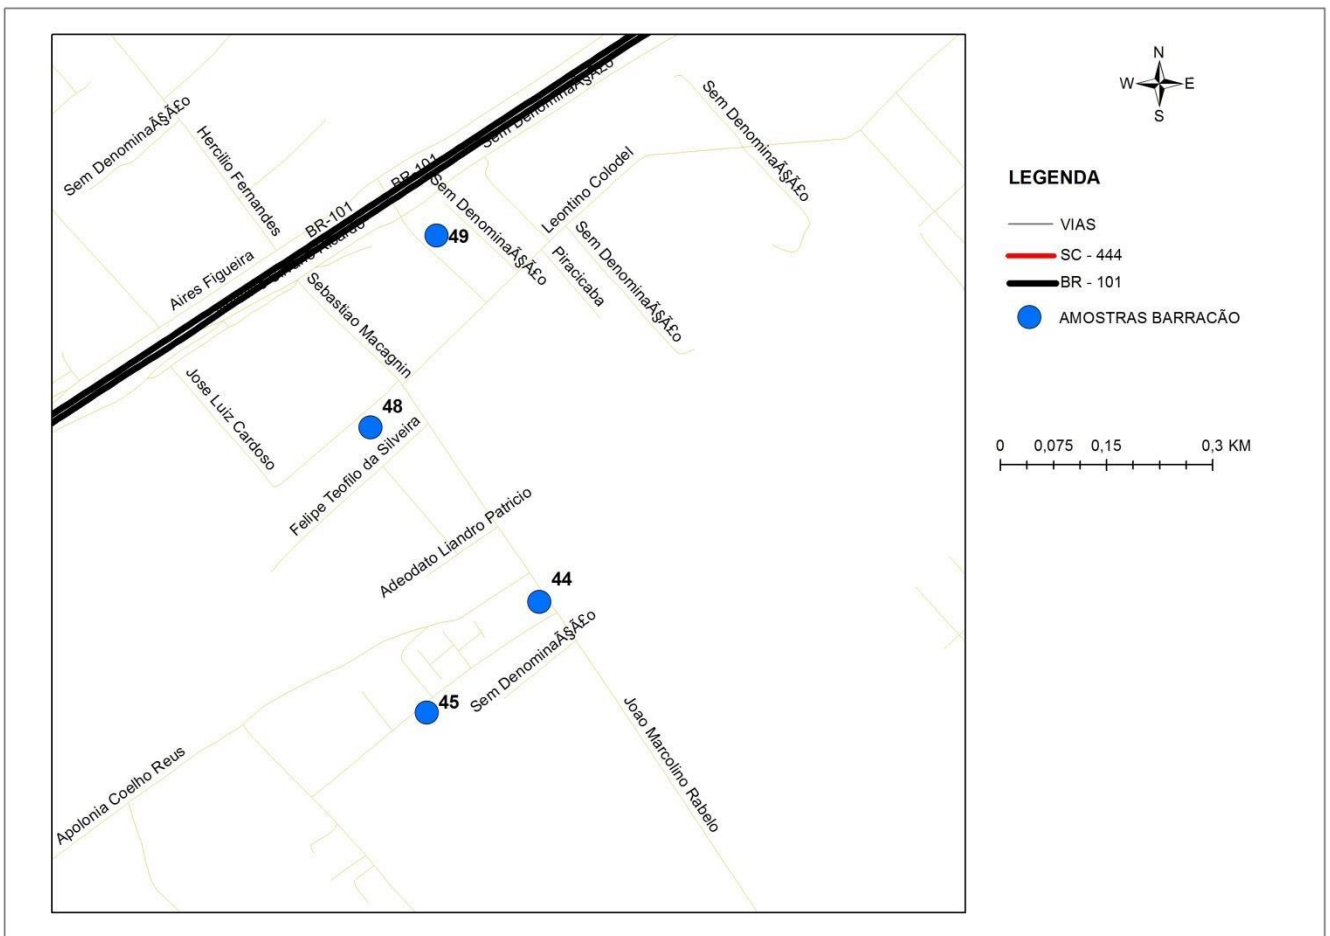 N
W
E
S
Sem DenominaÃ§Ã£o
Sem DenominaÃ§Ã£o
Sem DenominaÃ§Ã£o
Hercilio Fernandes
BR-101
Leontino Colodel
Sem DenominaÃ§Ã£o
BR-101
49
Sem DenominaÃ§Ã£o
Piracicaba
Aires Figueira
Ricardo
Sebastiao Macagnin
Jose Luiz Cardoso
48
Felipe Teofilo da Silveira
Adeodato Liandro Patricio
44
Sem DenominaÃ§Ã£o
45
Joao Marcolino Rabelo
Apolonia Coelho Reus
LEGENDA
VIAS
SC - 444
BR - 101
AMOSTRAS BARRACÃO
0 0,075 0,15 0,3 KM